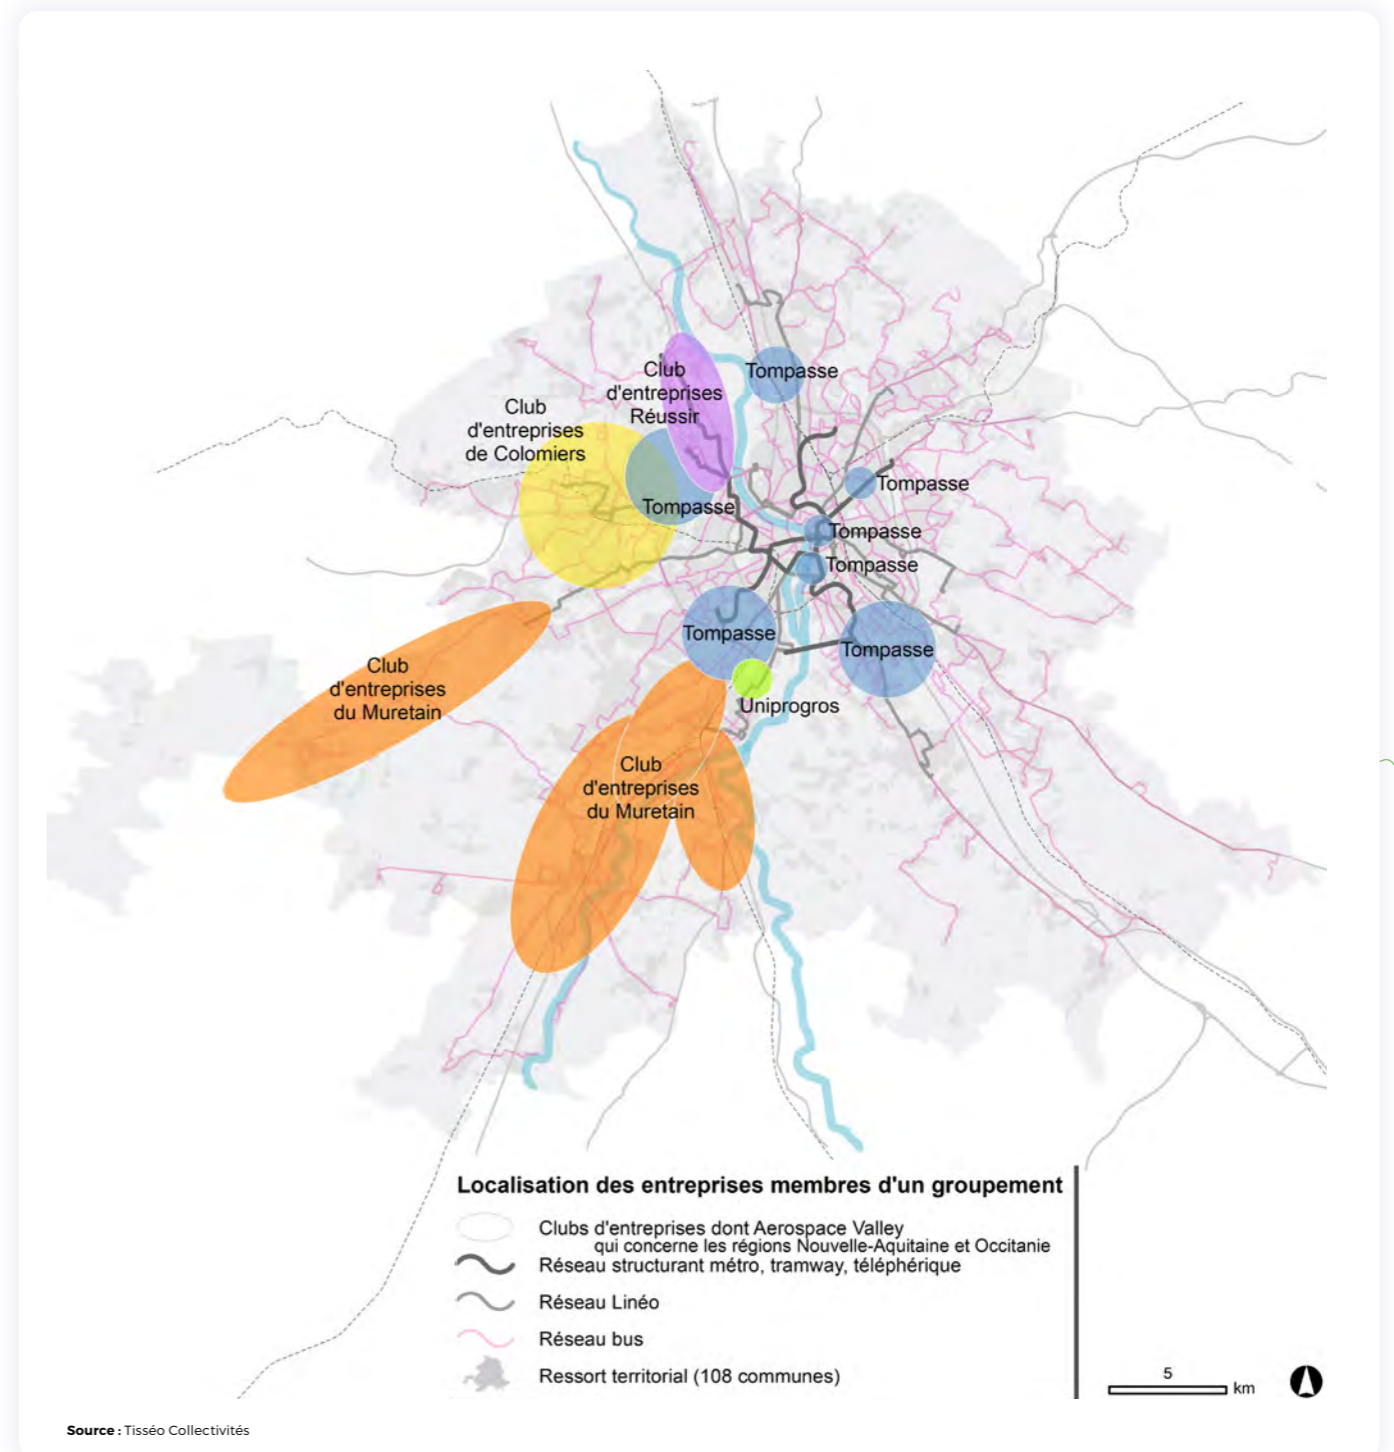 Club
d'entreprises
Réussir
Tompasse
Club
d'entreprises
de Colomiers
Tompasse
Tompasse
Tompasse
Tompasse
Tompasse
Tompasse
Club
d'entreprises
du Muretain
Uniprogros
Club
d'entreprises
du Muretain
Localisation des entreprises membres d'un groupement
Clubs d'entreprises dont Aerospace Valley
qui concerne les régions Nouvelle-Aquitaine et Occitanie
Réseau structurant métro, tramway, téléphérique
Réseau Linéo
Réseau bus
Ressort territorial (108 communes)
5
km
Source : Tisséo Collectivités